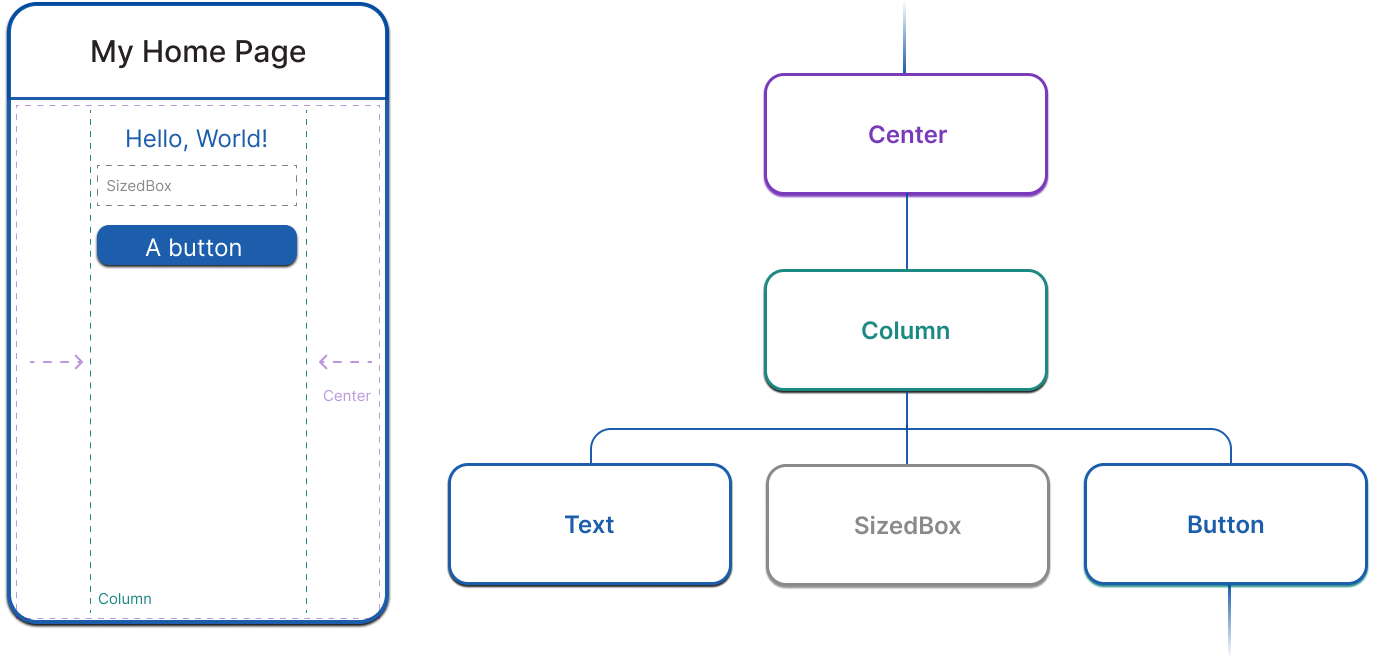 My Home Page
Hello, World!
SizedBox
A button
Center
Column
Center
Column
Text
SizedBox
Button